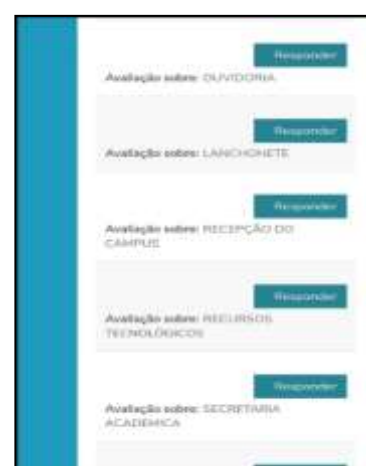 Responder
Avaliação sobre: OUVIDORIA
Responder
Avaliação sobre: LANCHONETE
Responder
Avaliação sobre: RECEPÇÃO DO
CAMPUS
Responder
Avaliação sobre: RECURSOS
TECNOLÓGICOS
Responder
Avaliação sobre: SECRETARIA
ACADÊMICA